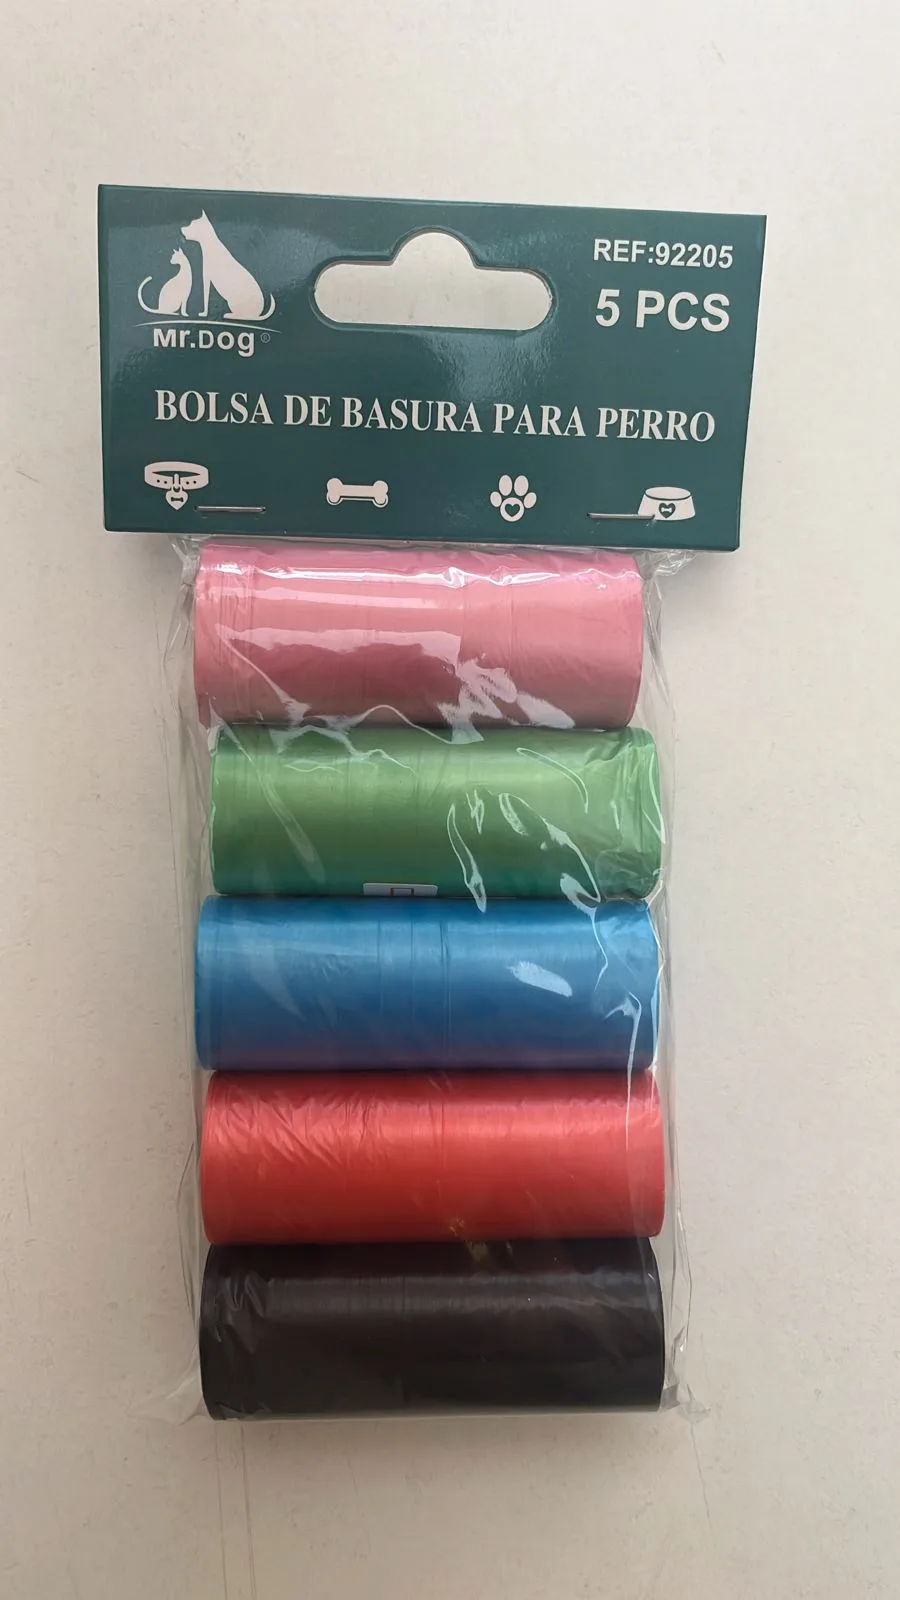 Mr.Dog®
REF:92205
5 PCS
BOLSA DE BASURA PARA PERRO